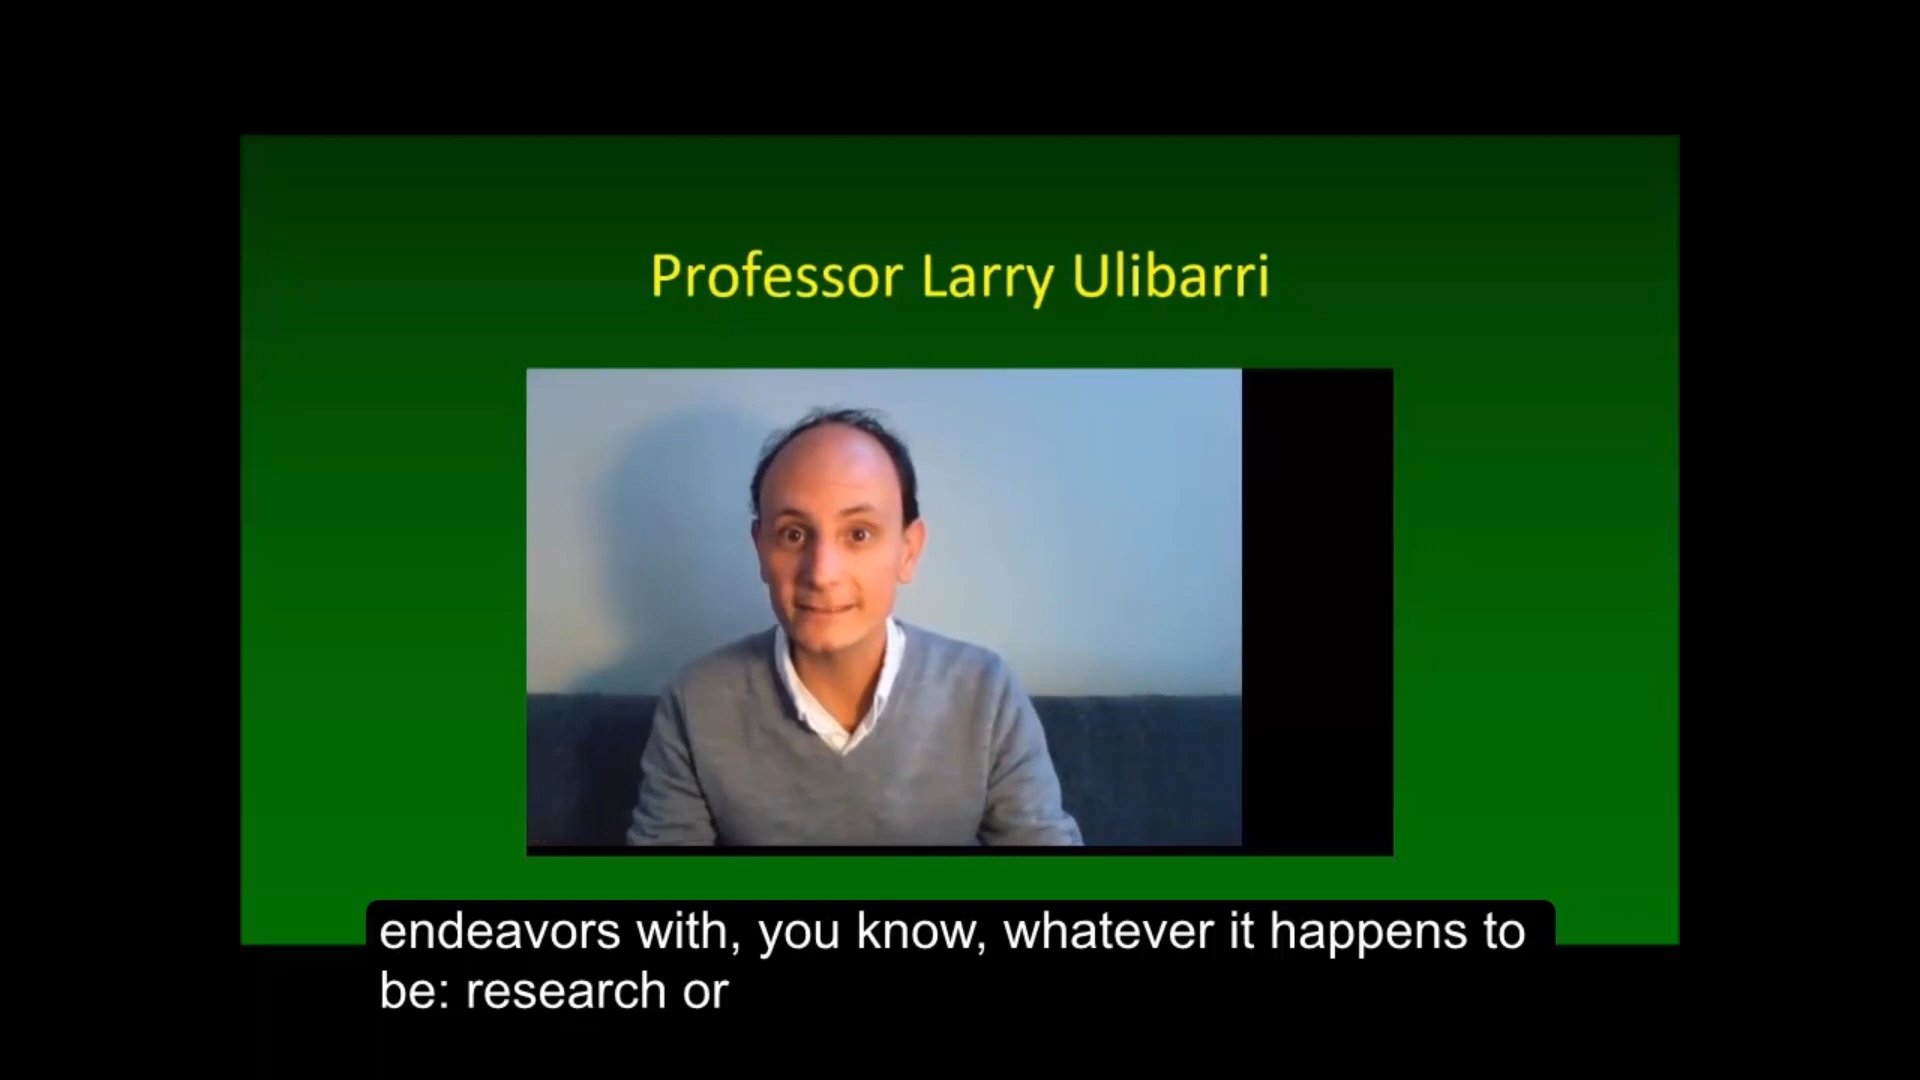 Professor Larry Ulibarri
endeavors with, you know, whatever it happens to
be: research or